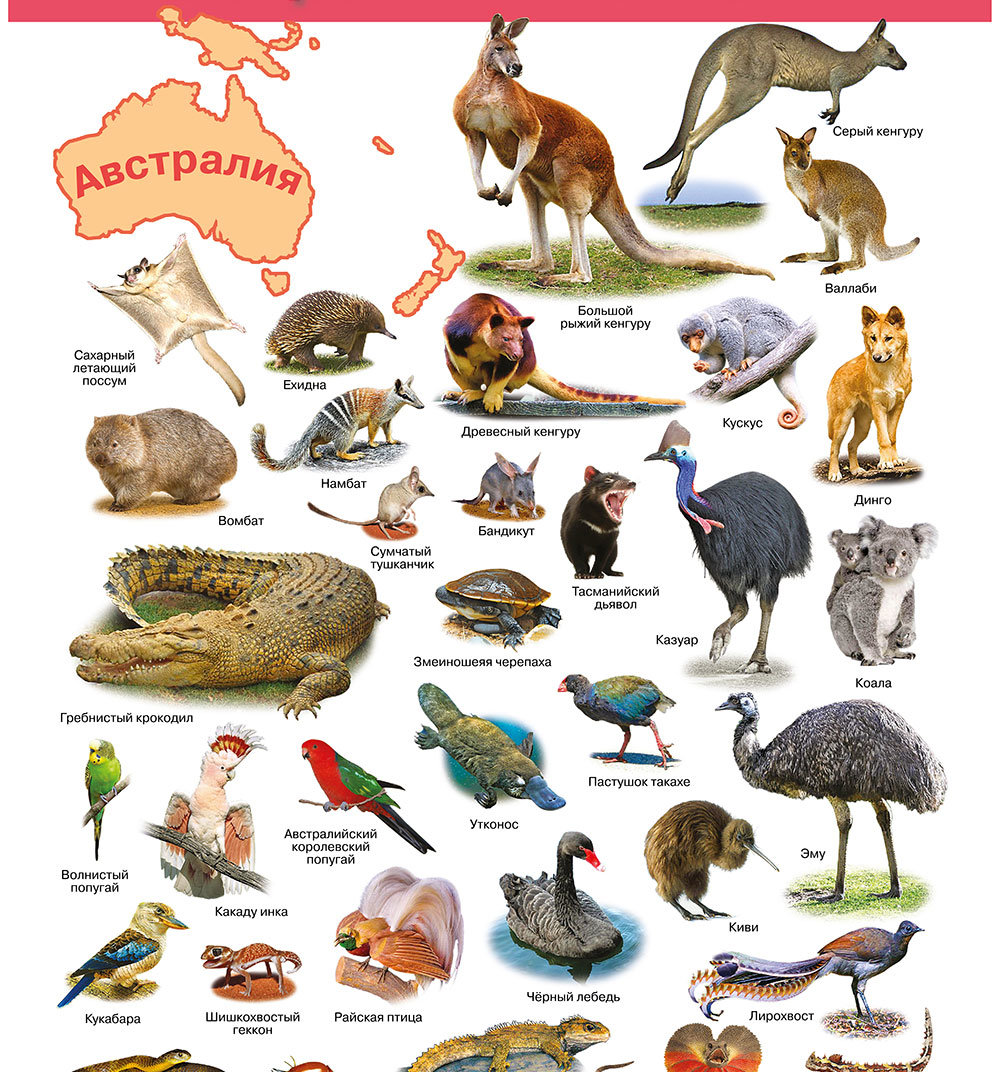 Австралия
Серый кенгуру
Валлаби
Большой
рыжий кенгуру
Сахарный
летающий
поссум
Ехидна
Древесный кенгуру
Кускус
Динго
Намбат
Вомбат
Бандикут
Сумчатый
тушканчик
Тасманийский
дьявол
Казуар
Змеиношеяя черепаха
Коала
Гребнистый крокодил
Пастушок такахе
Утконос
Австралийский
королевский
попугай
Волнистый
попугай
Какаду инка
Эму
Киви
Чёрный лебедь
Лирохвост
Кукабара
Шишкохвостый
геккон
Райская птица